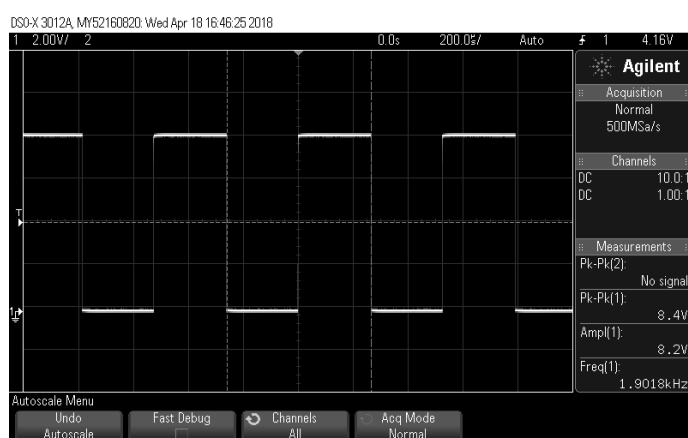 DSO-X 3012A, MY52160820: Wed Apr 18 16:46:25 2018
1 2.00V/ 2 0.0s 200.0s/ Auto 1 4.16V
Agilent
Acquisition
Normal
500MSa/s
Channels
DC 10.0:1
DC 1.00:1
Measurements
Pk-Pk(2):
No signal
Pk-Pk(1):
8.4V
Ampl(1):
8.2V
Freq(1):
1.9018kHz
T
1
Autoscale Menu
Undo Autoscale
Fast Debug
Channels
All
Acq Mode
Normal